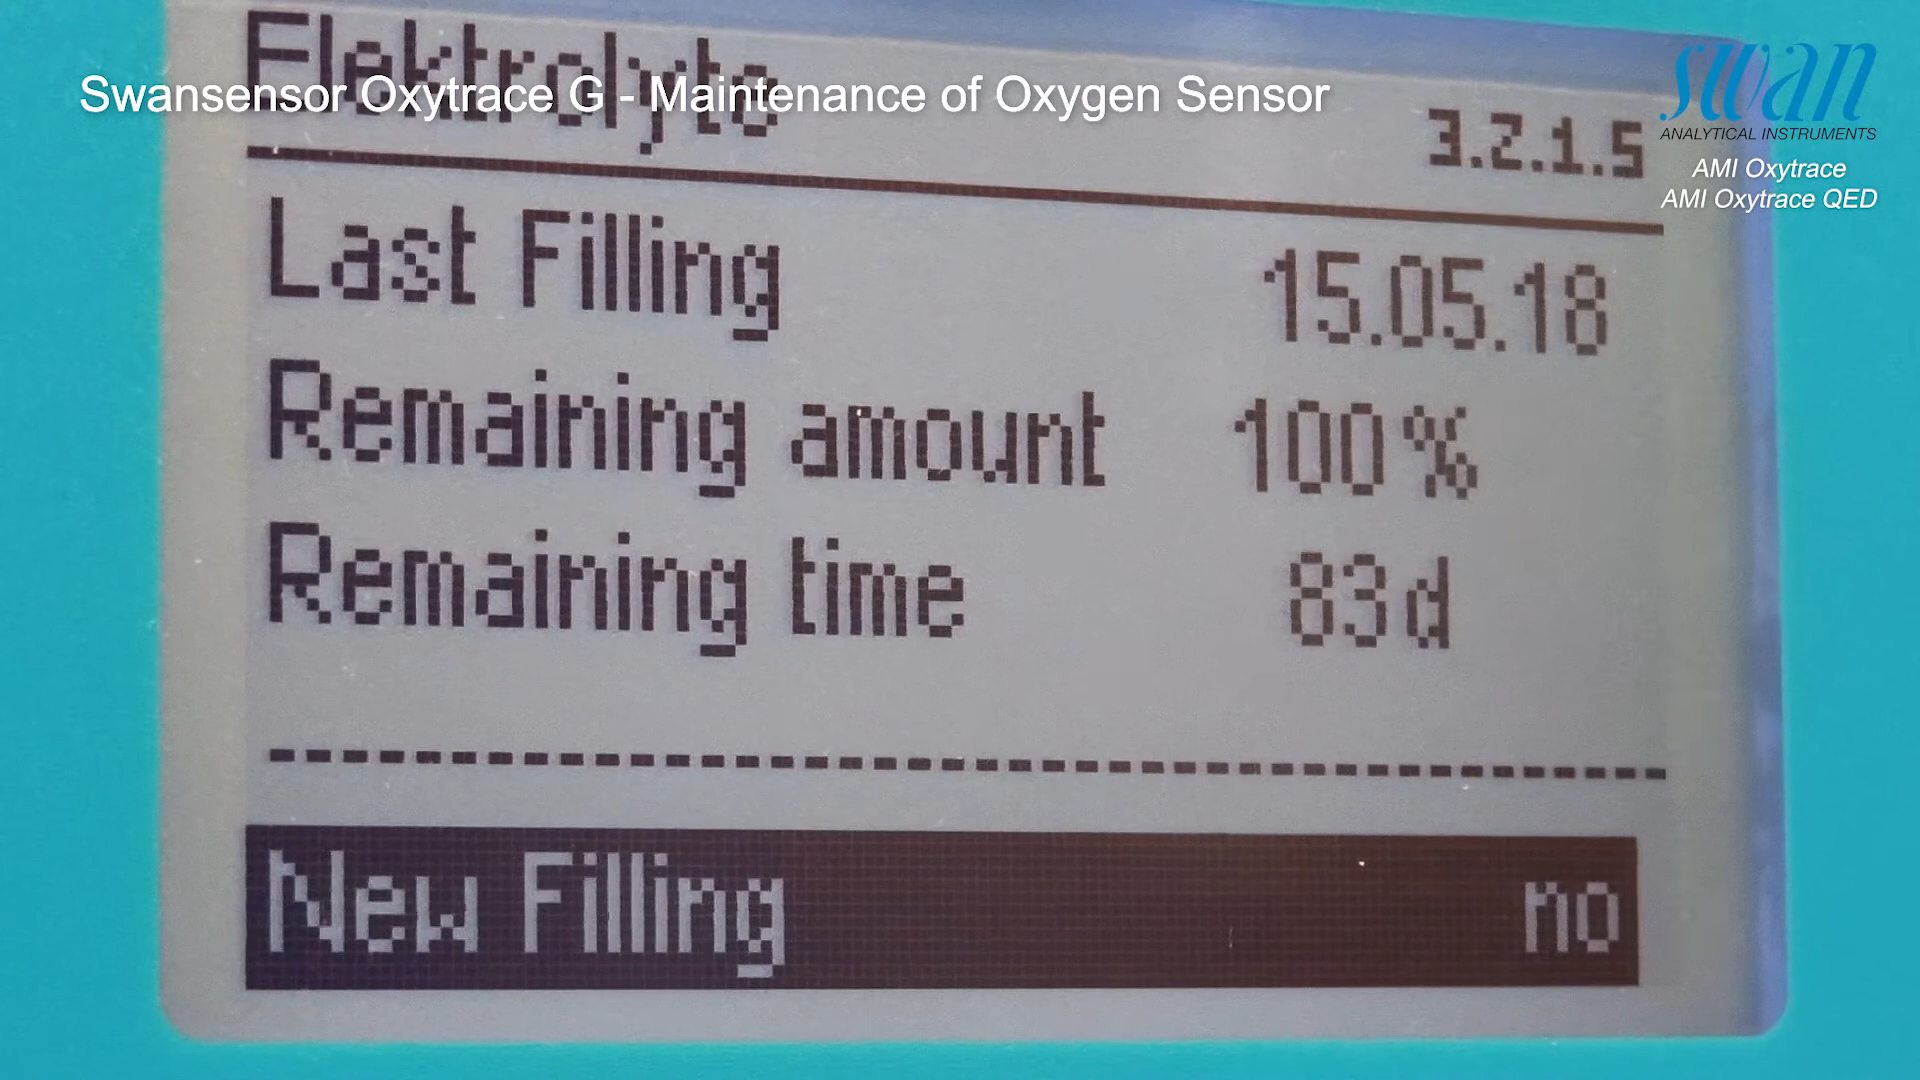 Elektrolyte
Swansensor Oxytrace G - Maintenance of Oxygen Sensor
swan
ANALYTICAL INSTRUMENTS
AMI Oxytrace
AMI Oxytrace QED
3.2.1.5
Last Filling 15.05.18
Remaining amount 100%
Remaining time 83d
New Filling no